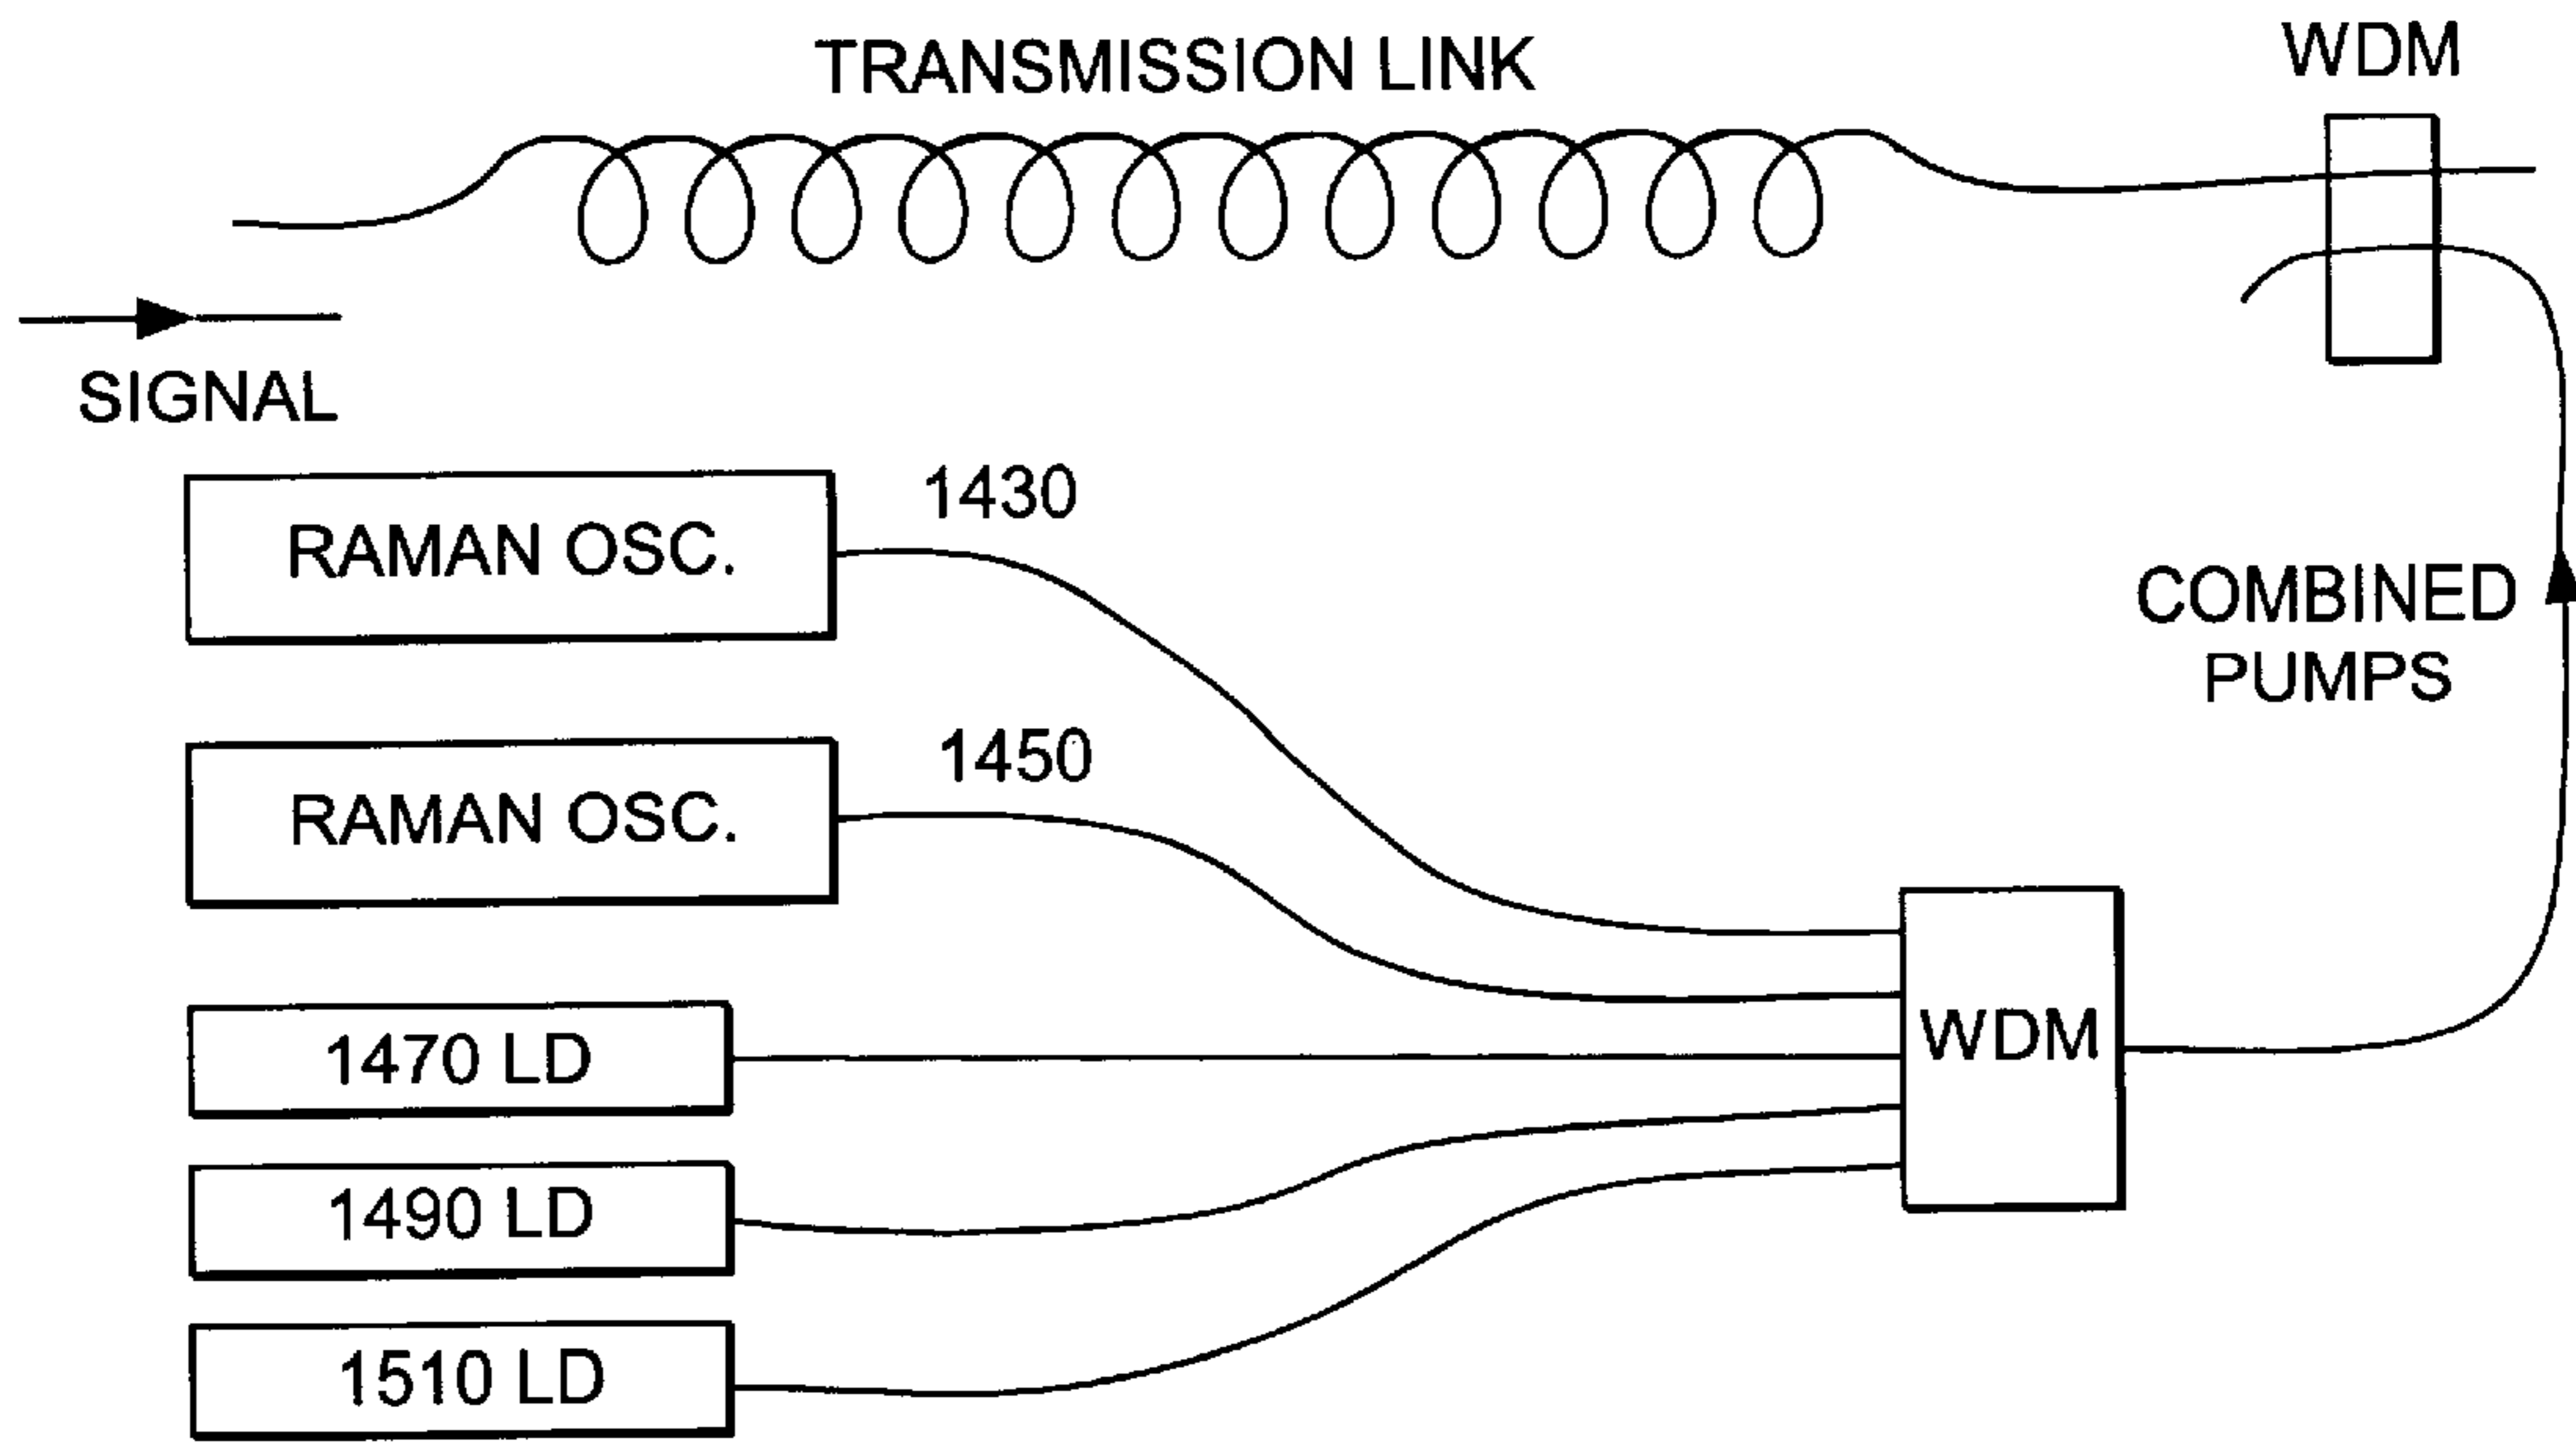 TRANSMISSION LINK
WDM
SIGNAL
1430
RAMAN OSC.
COMBINED
PUMPS
1450
RAMAN OSC.
WDM
1470 LD
1490 LD
1510 LD